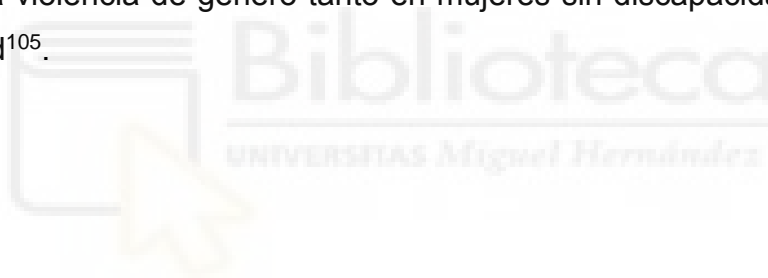 a violencia de género tanto en mujeres sin discapacida
d¹⁰⁵.
Biblioteca
UNIVERSITAS Miguel Hernández